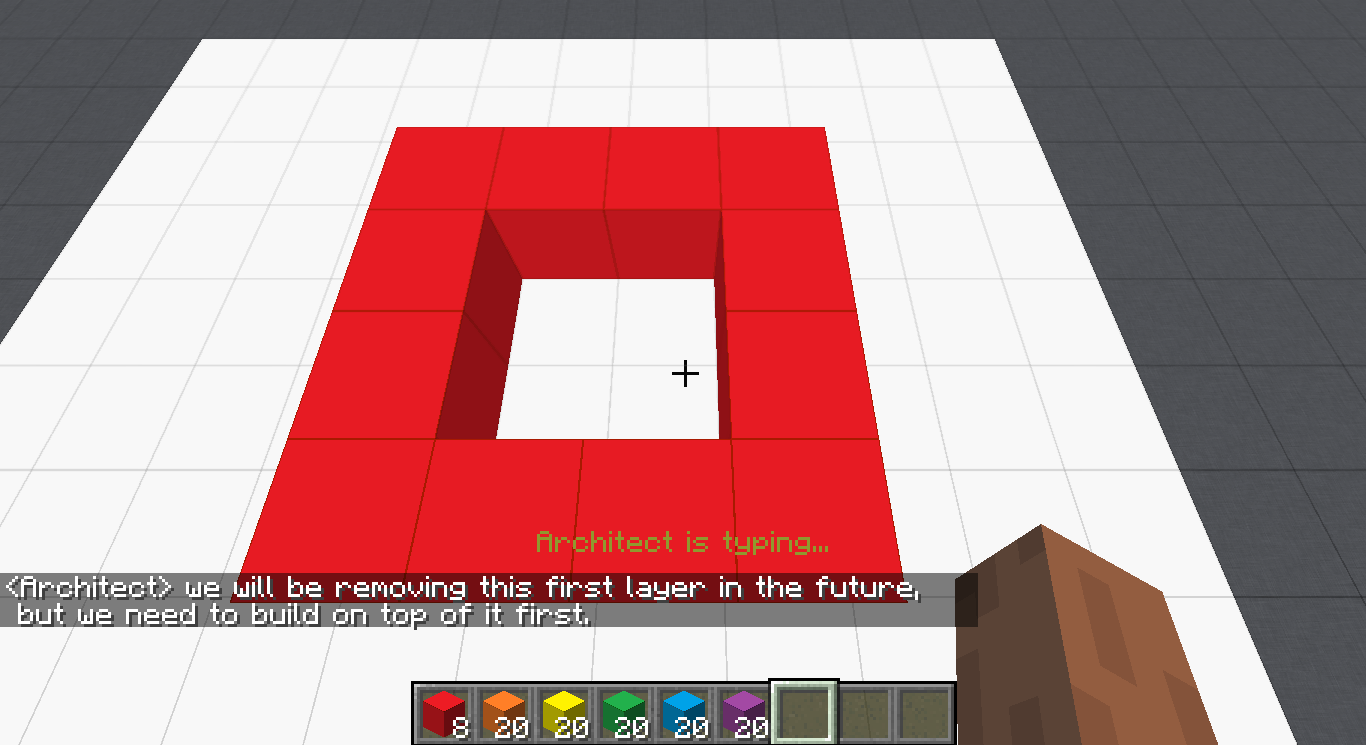 Architect is typing...
<Architect> we will be removing this first layer in the future,
but we need to build on top of it first.
8 20 20 20 20 20